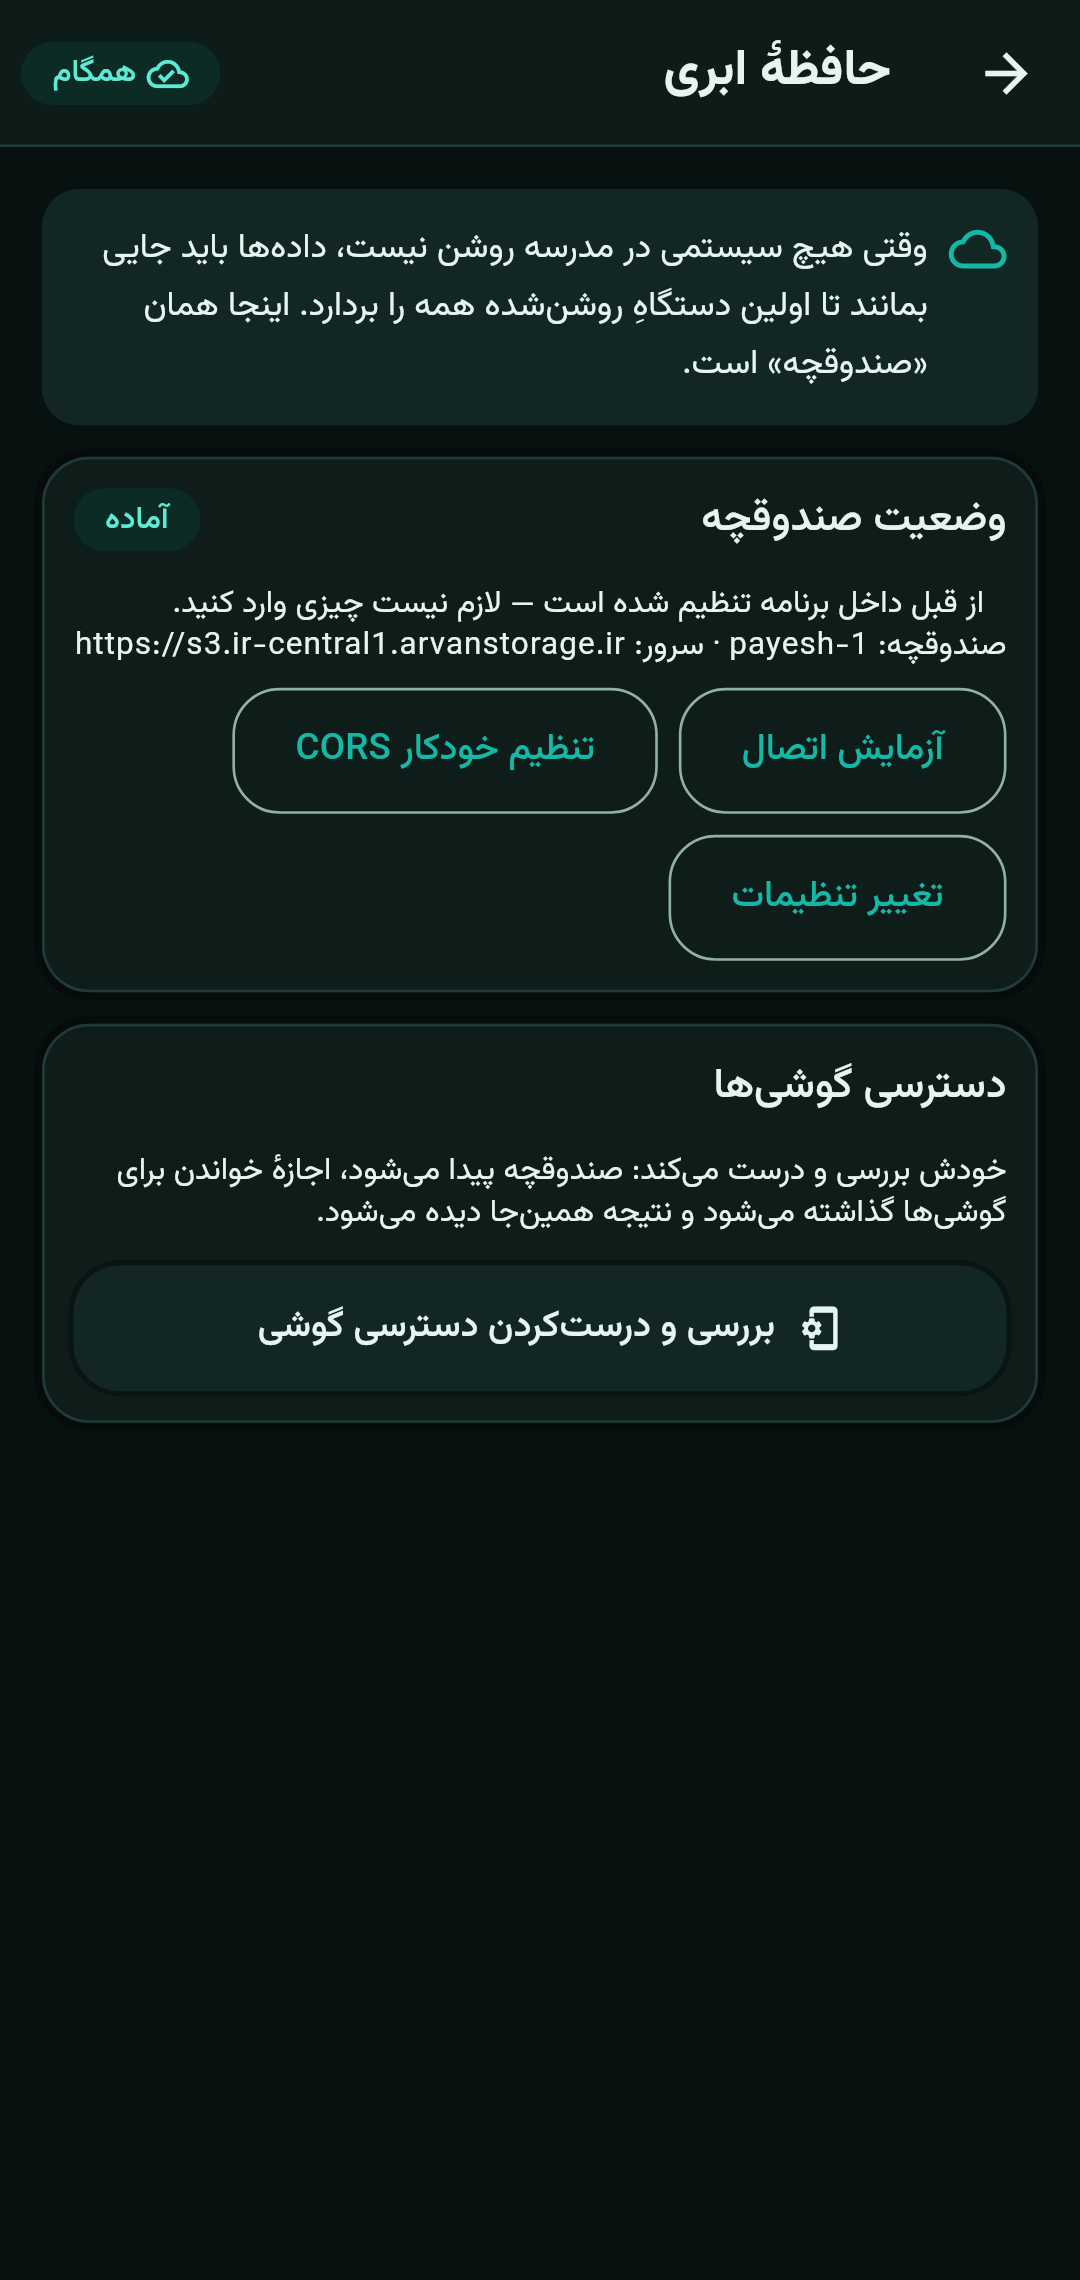 حافظهٔ ابری
همگام
وقتی هیچ سیستمی در مدرسه روشن نیست، داده‌ها باید جایی
بمانند تا اولین دستگاهِ روشن‌شده همه را بردارد. اینجا همان
«صندوقچه» است.
وضعیت صندوقچه
آماده
از قبل داخل برنامه تنظیم شده است — لازم نیست چیزی وارد کنید.
صندوقچه: payesh-1 · سرور: https://s3.ir-central1.arvanstorage.ir
آزمایش اتصال
تنظیم خودکار CORS
تغییر تنظیمات
دسترسی گوشی‌ها
خودش بررسی و درست می‌کند: صندوقچه پیدا می‌شود، اجازهٔ خواندن برای
گوشی‌ها گذاشته می‌شود و نتیجه همین‌جا دیده می‌شود.
بررسی و درست‌کردن دسترسی گوشی